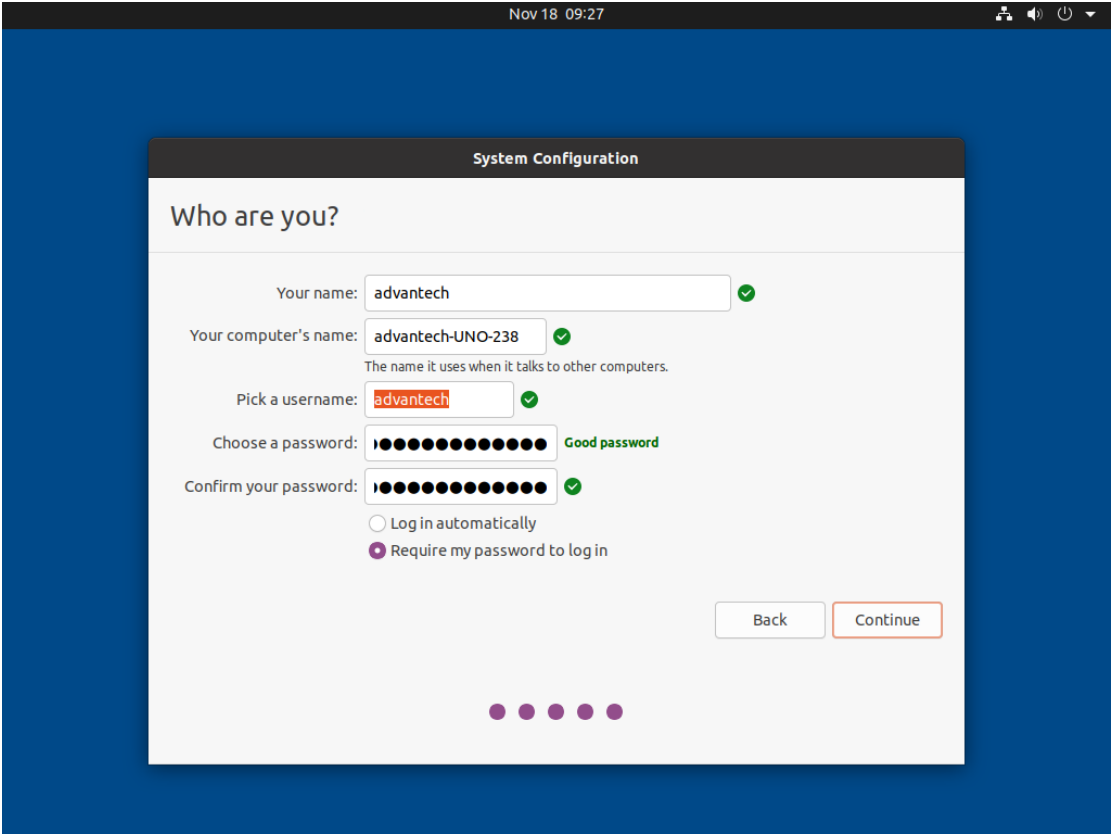 Nov 18 09:27
System Configuration
Who are you?
Your name: advantech
Your computer's name: advantech-UNO-238
The name it uses when it talks to other computers.
Pick a username: advantech
Choose a password: ●●●●●●●●●●●●● Good password
Confirm your password: ●●●●●●●●●●●●●
Log in automatically
Require my password to log in
Back Continue